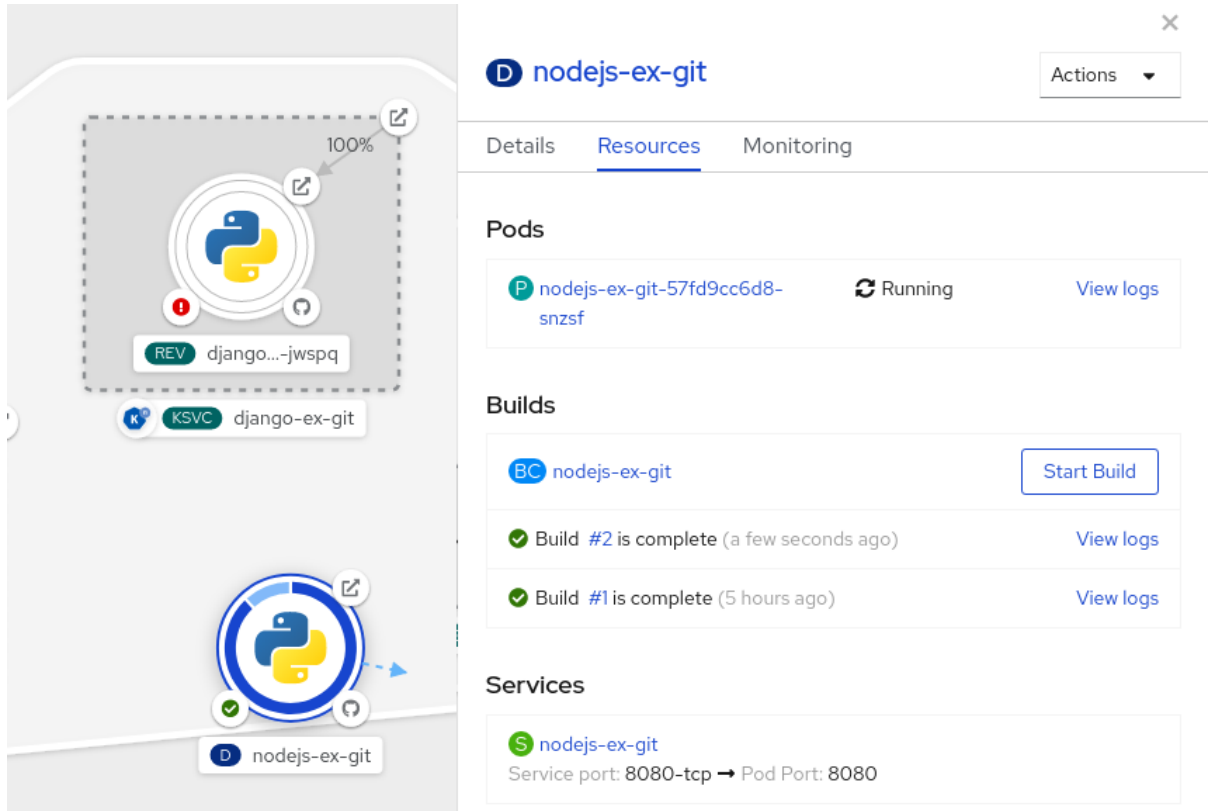 100%
REV django...-jwspq
K KSVC django-ex-git
D nodejs-ex-git
D nodejs-ex-git
Actions
Details Resources Monitoring
Pods
P nodejs-ex-git-57fd9cc6d8-
snzsf
Running
View logs
Builds
BC nodejs-ex-git
Start Build
Build #2 is complete (a few seconds ago)
View logs
Build #1 is complete (5 hours ago)
View logs
Services
S nodejs-ex-git
Service port: 8080-tcp → Pod Port: 8080